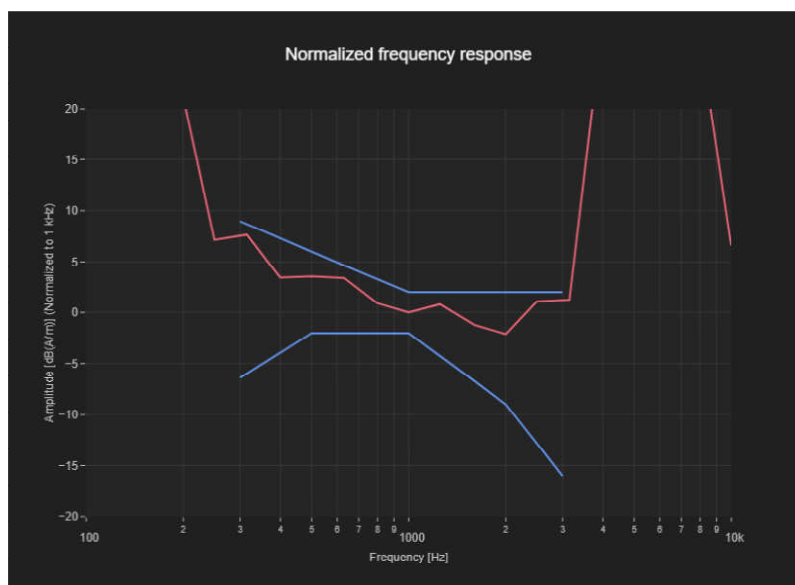 Normalized frequency response
Amplitude [dB(A/m)] (Normalized to 1 kHz)
20
15
10
5
0
−5
−10
−15
−20
100 2 3 4 5 6 7 8 9 1000 2 3 4 5 6 7 8 9 10k
Frequency [Hz]